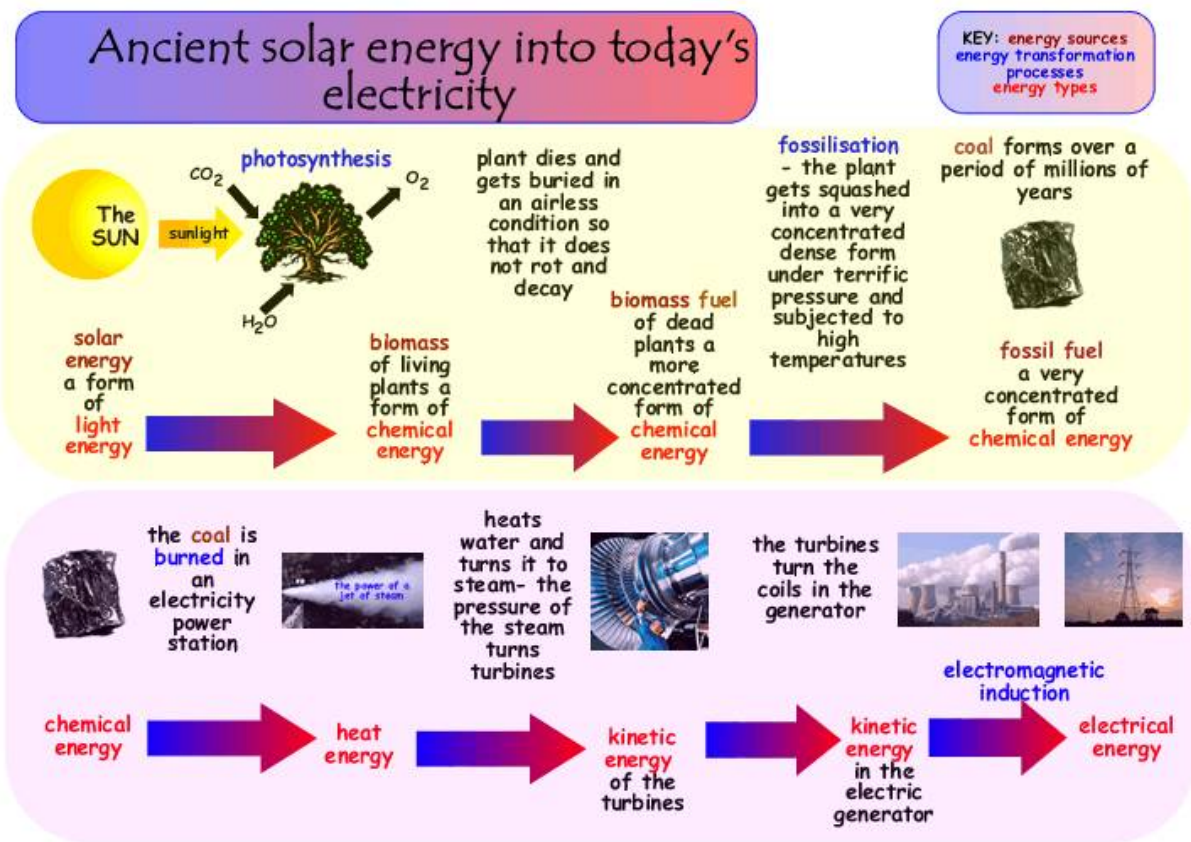 Ancient solar energy into today's
electricity
KEY: energy sources
energy transformation
processes
energy types
The
SUN
sunlight
photosynthesis
CO2
O2
H2O
plant dies and
gets buried in
an airless
condition so
that it does
not rot and
decay
fossilisation
- the plant
gets squashed
into a very
concentrated
dense form
under terrific
pressure and
subjected to
high
temperatures
coal forms over a
period of millions of
years
solar
energy
a form
of
light
energy
biomass
of living
plants a
form of
chemical
energy
biomass fuel
of dead
plants a
more
concentrated
form of
chemical
energy
fossil fuel
a very
concentrated
form of
chemical energy
the coal is
burned in
an
electricity
power
station
the power of a
jet of steam
heats
water and
turns it to
steam- the
pressure of
the steam
turns
turbines
the turbines
turn the
coils in the
generator
electromagnetic
induction
chemical
energy
heat
energy
kinetic
energy
of the
turbines
kinetic
energy
in the
electric
generator
electrical
energy